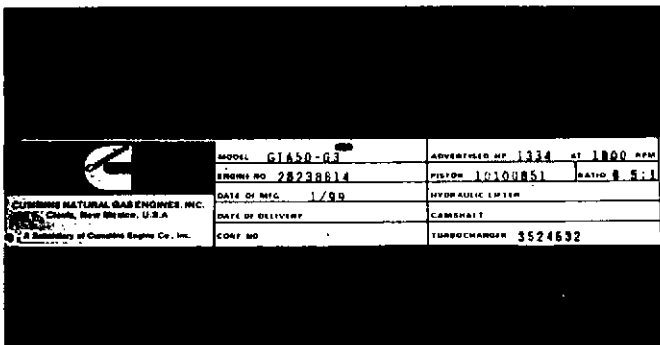 MODEL GTA50-G3
ADVERTISED HP 1334 AT 1800 RPM
ENGINE NO 25238814
PISTON 10100851 RATIO 8.5:1
DATE OF MFG 1/99
HYDRAULIC LIFTER
CUMMINS NATURAL GAS ENGINES, INC.
Clovis, New Mexico, U.S.A
DATE OF DELIVERY
CAMSHAFT
A Subsidiary of Cummins Engine Co., Inc.
CONF NO
TURBOCHARGER 3524632